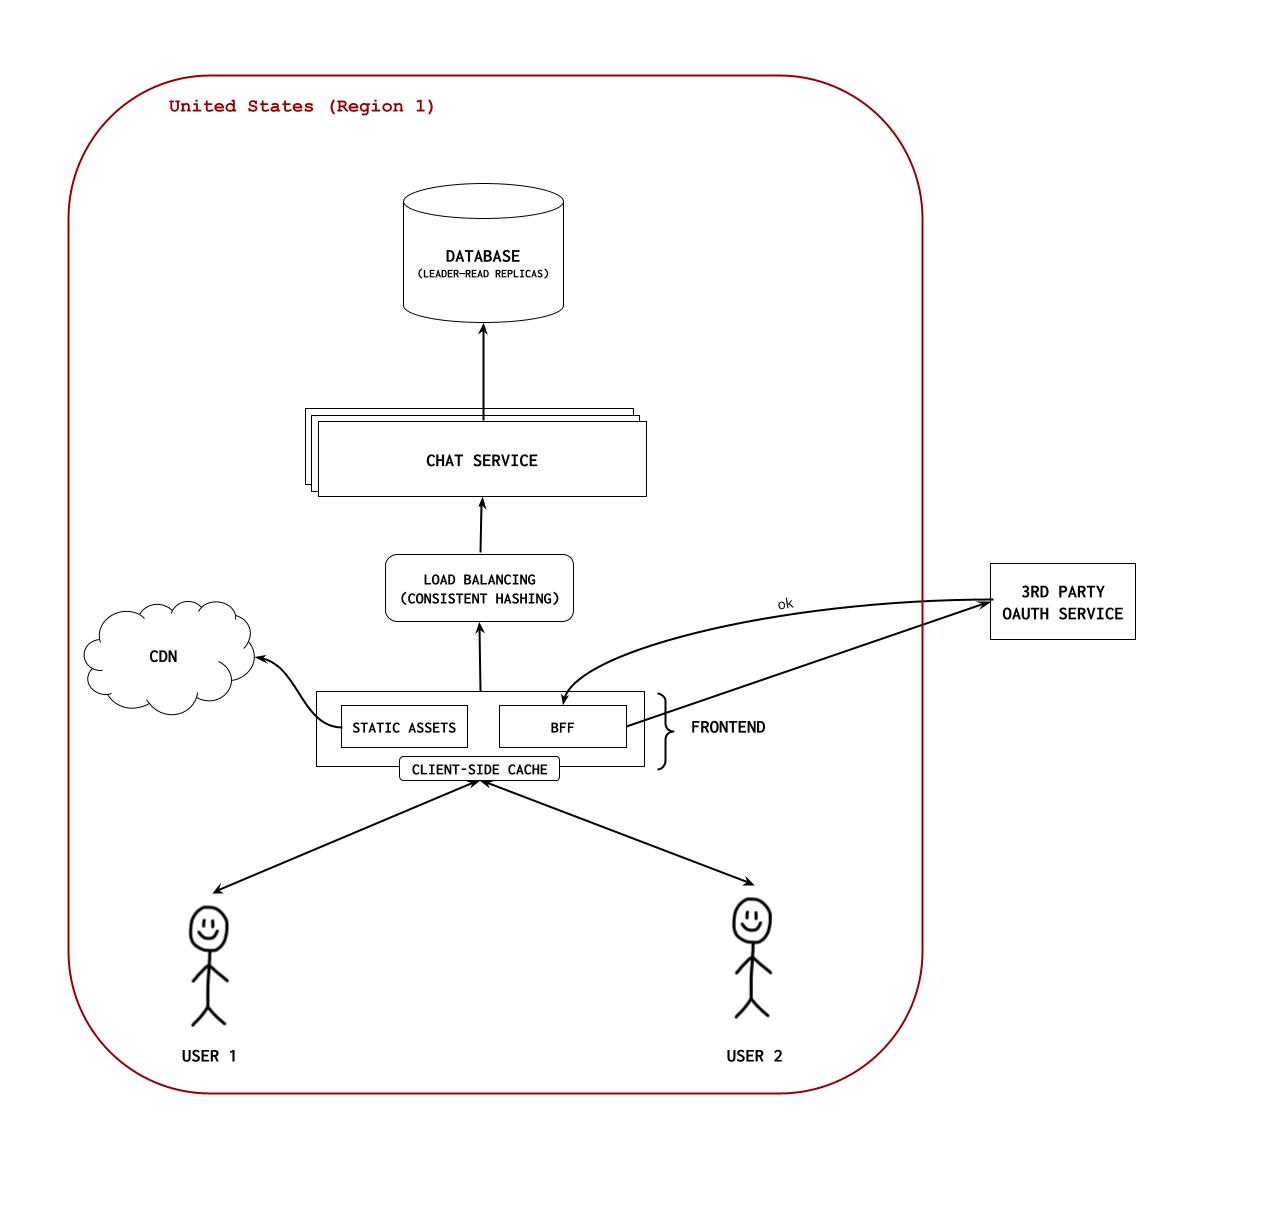 United States (Region 1)
DATABASE
(LEADER-READ REPLICAS)
CHAT SERVICE
LOAD BALANCING
(CONSISTENT HASHING)
3RD PARTY
OAUTH SERVICE
ok
CDN
STATIC ASSETS
BFF
FRONTEND
CLIENT-SIDE CACHE
USER 1
USER 2